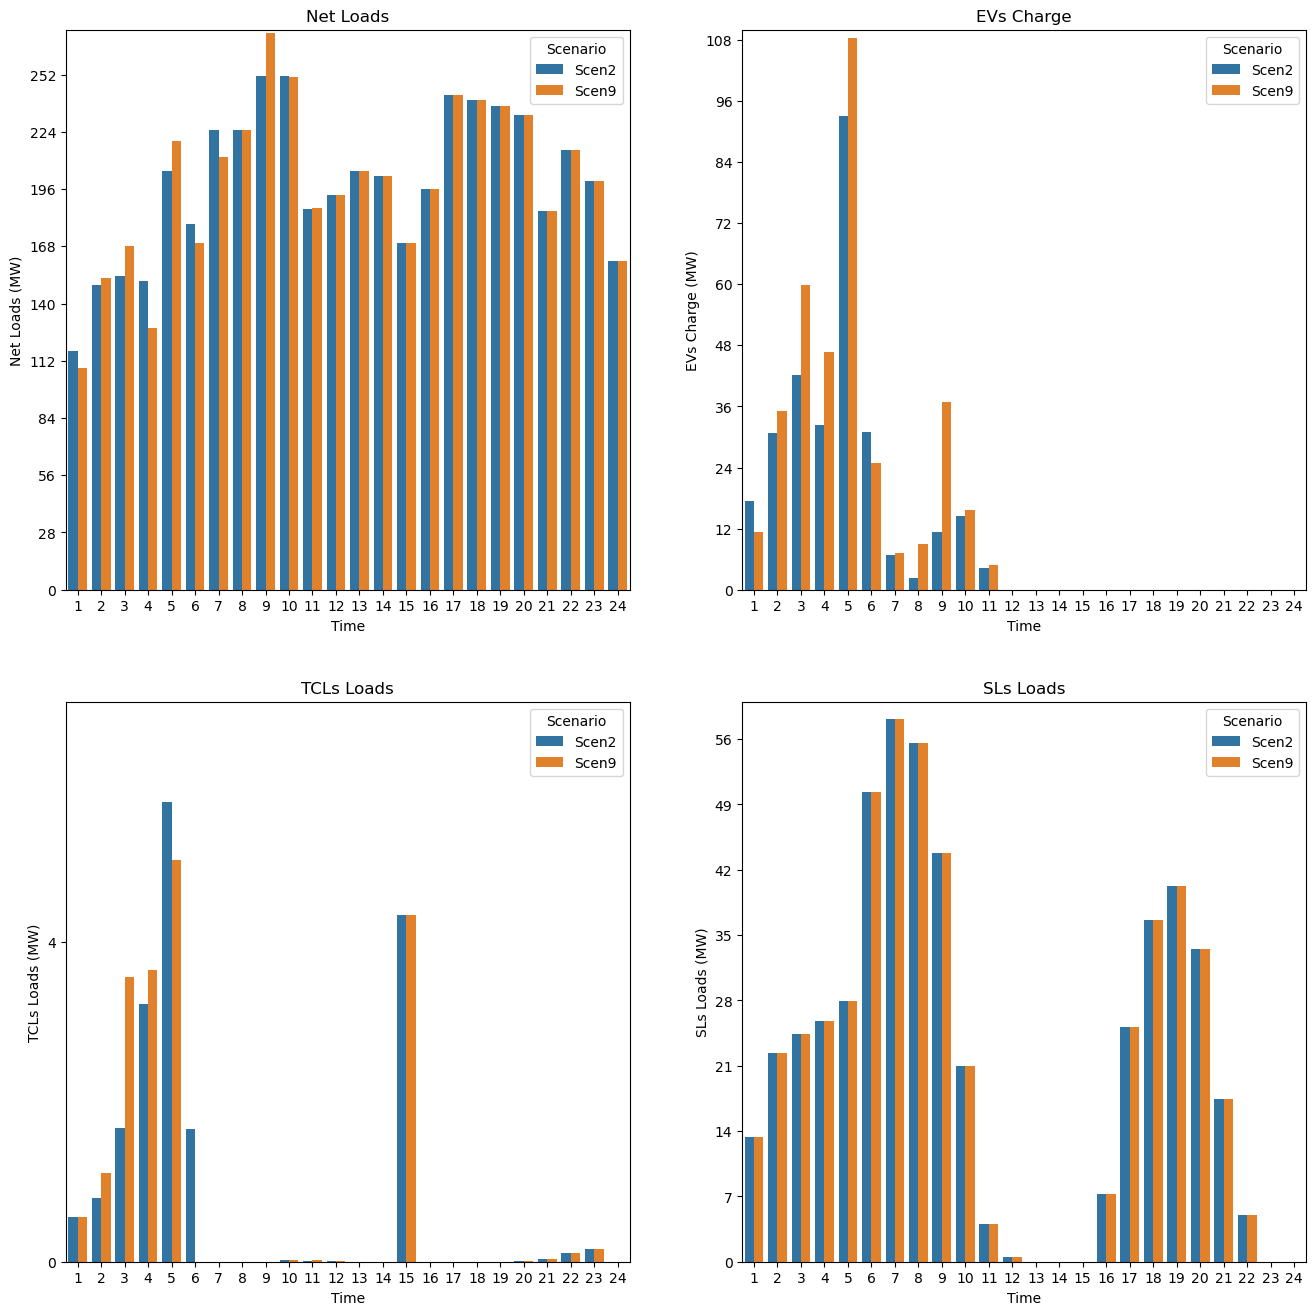 Net Loads
Net Loads (MW)
252
224
196
168
140
112
84
56
28
0
Scenario
Scen2
Scen9
1 2 3 4 5 6 7 8 9 10 11 12 13 14 15 16 17 18 19 20 21 22 23 24
Time
EVs Charge
EVs Charge (MW)
108
96
84
72
60
48
36
24
12
0
Scenario
Scen2
Scen9
1 2 3 4 5 6 7 8 9 10 11 12 13 14 15 16 17 18 19 20 21 22 23 24
Time
TCLs Loads
TCLs Loads (MW)
4
0
Scenario
Scen2
Scen9
1 2 3 4 5 6 7 8 9 10 11 12 13 14 15 16 17 18 19 20 21 22 23 24
Time
SLs Loads
SLs Loads (MW)
56
49
42
35
28
21
14
7
0
Scenario
Scen2
Scen9
1 2 3 4 5 6 7 8 9 10 11 12 13 14 15 16 17 18 19 20 21 22 23 24
Time